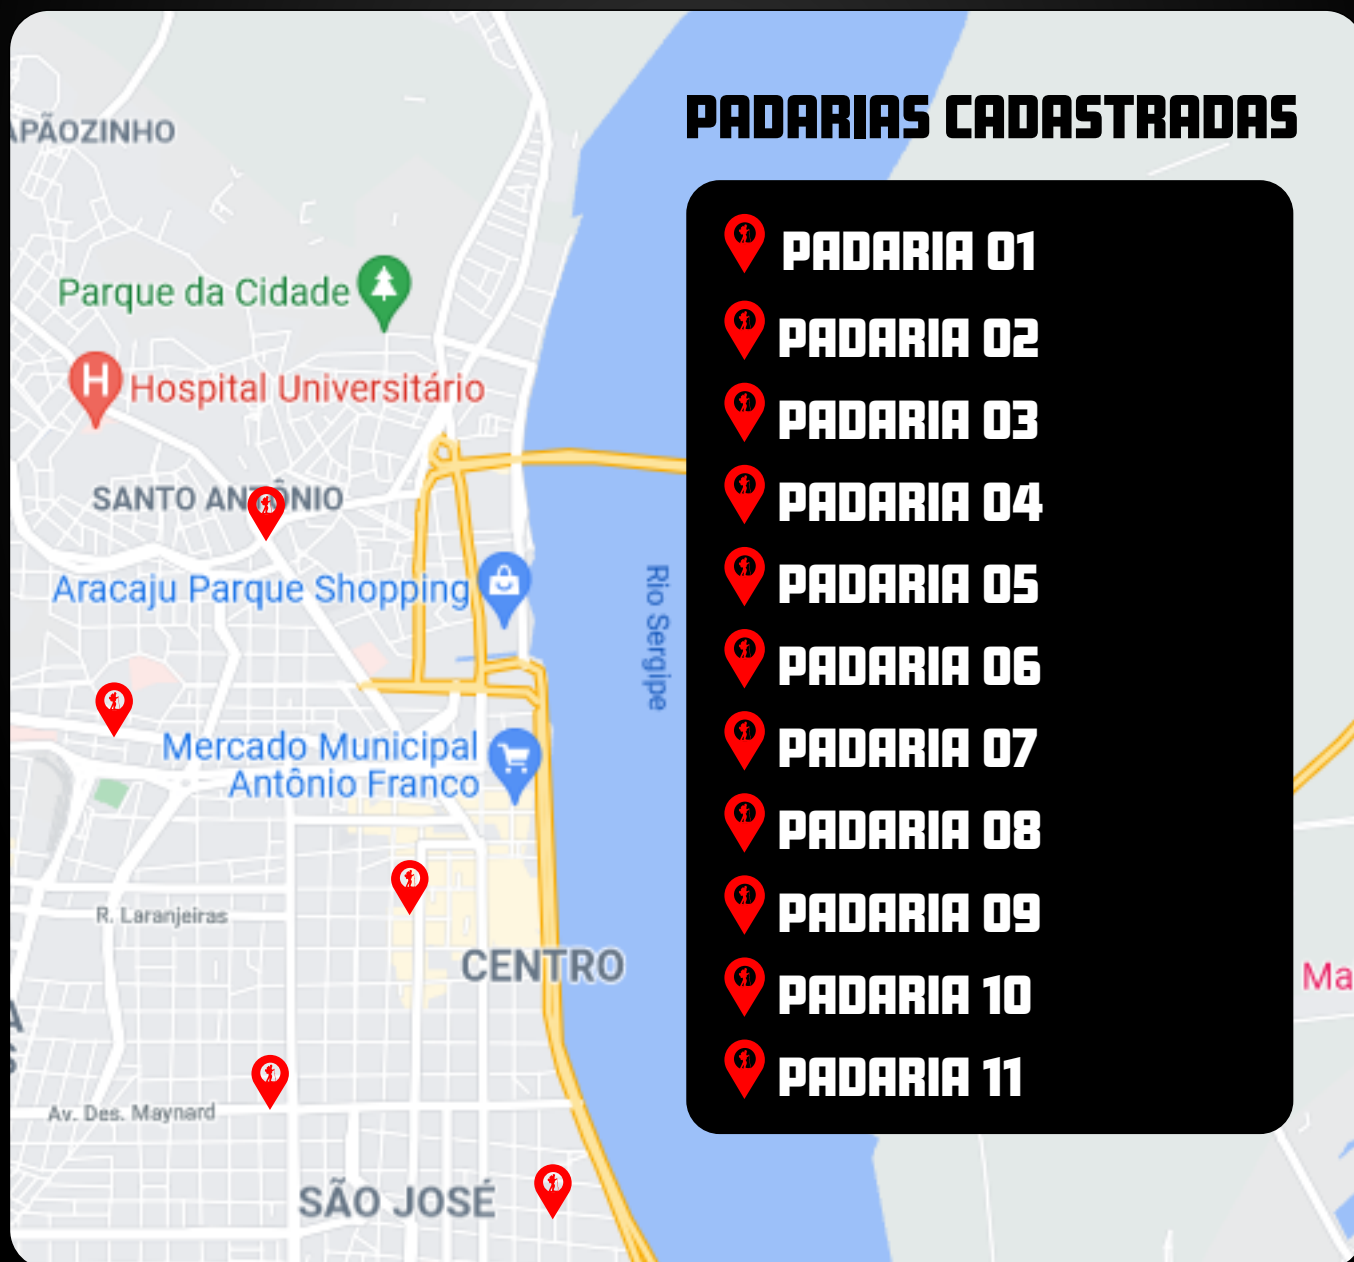 APÃOZINHO
Parque da Cidade
Hospital Universitário
SANTO ANTÔNIO
Aracaju Parque Shopping
Rio Sergipe
Mercado Municipal
Antônio Franco
R. Laranjeiras
CENTRO
Av. Des. Maynard
SÃO JOSÉ
PADARIAS CADASTRADAS
PADARIA 01
PADARIA 02
PADARIA 03
PADARIA 04
PADARIA 05
PADARIA 06
PADARIA 07
PADARIA 08
PADARIA 09
PADARIA 10
PADARIA 11
Ma